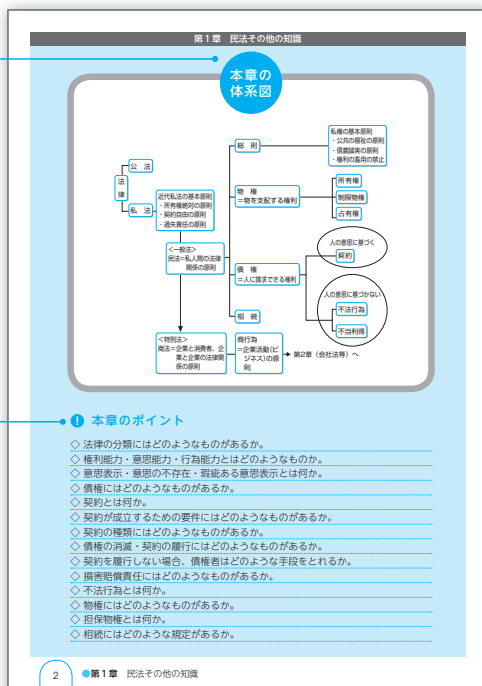 第1章 民法その他の知識
本章の
体系図
公 法
法
律
私 法
近代私法の基本原則
・所有権絶対の原則
・契約自由の原則
・過失責任の原則
<一般法>
民法=私人間の法律
関係の原則
<特別法>
商法=企業と消費者、企
業と企業の法律関
係の原則
総 則
私権の基本原則
・公共の福祉の原則
・信義誠実の原則
・権利の濫用の禁止
物 権
=物を支配する権利
所有権
制限物権
占有権
債 権
=人に請求できる権利
人の意思に基づく
契約
人の意思に基づかない
不法行為
不当利得
相 続
商行為
=企業活動(ビ
ジネス)の原
則
第2章(会社法等)へ
! 本章のポイント
◇ 法律の分類にはどのようなものがあるか。
◇ 権利能力・意思能力・行為能力とはどのようなものか。
◇ 意思表示・意思の不存在・瑕疵ある意思表示とは何か。
◇ 債権にはどのようなものがあるか。
◇ 契約とは何か。
◇ 契約が成立するための要件にはどのようなものがあるか。
◇ 契約の種類にはどのようなものがあるか。
◇ 債権の消滅・契約の履行にはどのようなものがあるか。
◇ 契約を履行しない場合、債権者はどのような手段をとれるか。
◇ 損害賠償責任にはどのようなものがあるか。
◇ 不法行為とは何か。
◇ 物権にはどのようなものがあるか。
◇ 担保物権とは何か。
◇ 相続にはどのような規定があるか。
2 ●第1章 民法その他の知識